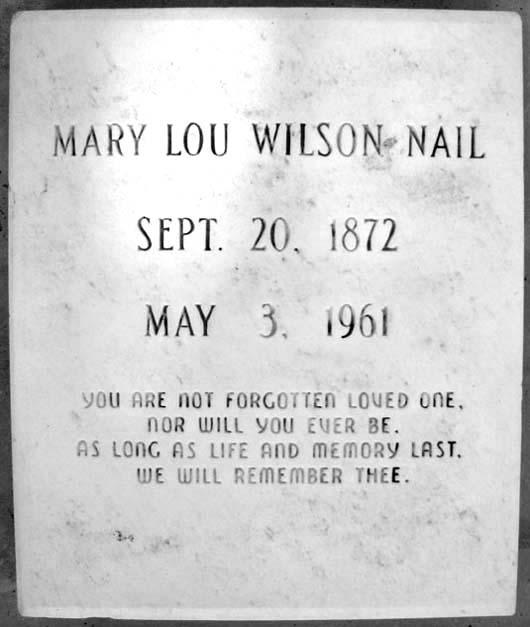 MARY LOU WILSON NAIL
SEPT. 20, 1872
MAY 3, 1961
YOU ARE NOT FORGOTTEN LOVED ONE,
NOR WILL YOU EVER BE.
AS LONG AS LIFE AND MEMORY LAST,
WE WILL REMEMBER THEE.